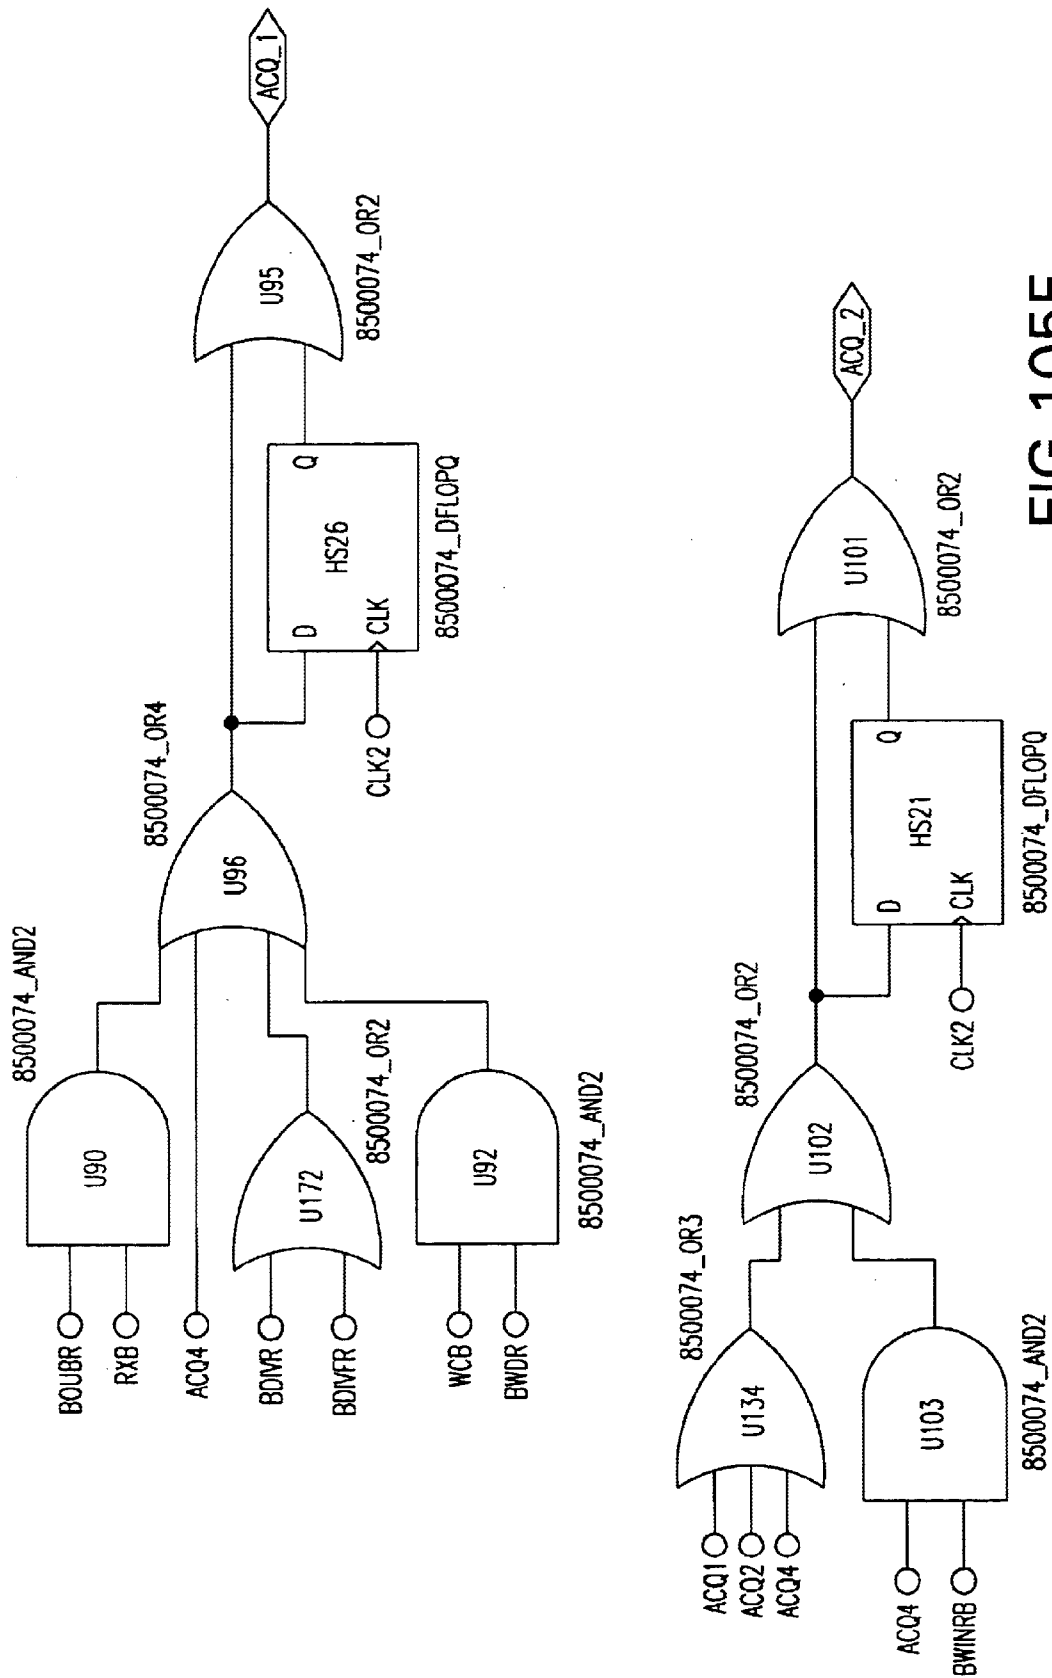 BOUBR
RXB
ACQ4
BDIVR
BDIVFR
WCB
BWDR
U90
8500074_AND2
U172
8500074_OR2
U92
8500074_AND2
U96
8500074_OR4
CLK2
D
Q
CLK
HS26
8500074_DFLOPQ
U95
8500074_OR2
ACQ_1
ACQ1
ACQ2
ACQ4
ACQ4
BWINRB
U134
8500074_OR3
U103
8500074_AND2
U102
8500074_OR2
CLK2
D
Q
CLK
HS21
8500074_DFLOPQ
U101
8500074_OR2
ACQ_2